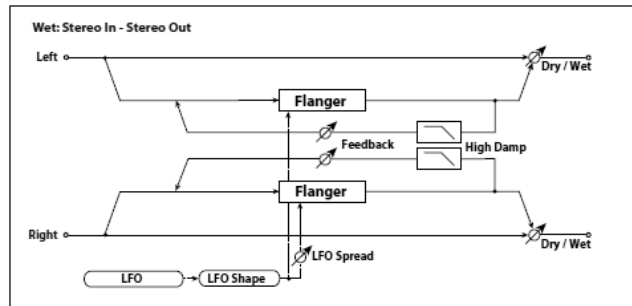 Wet: Stereo In - Stereo Out
Left
Dry / Wet
Flanger
Feedback
High Damp
Flanger
Right
Dry / Wet
LFO Spread
LFO
LFO Shape